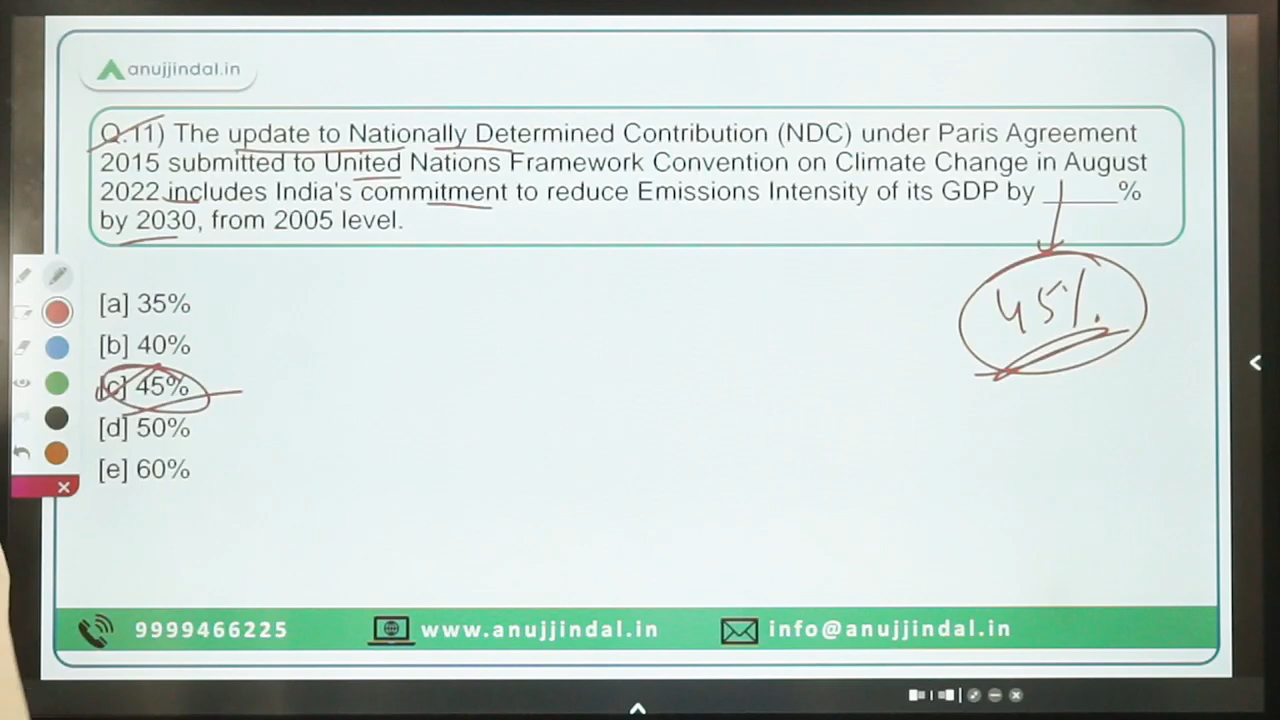 anujjindal.in
Q.11) The update to Nationally Determined Contribution (NDC) under Paris Agreement
2015 submitted to United Nations Framework Convention on Climate Change in August
2022 includes India's commitment to reduce Emissions Intensity of its GDP by ______%
by 2030, from 2005 level.
45%.
[a] 35%
[b] 40%
[c] 45%
[d] 50%
[e] 60%
9999466225 www.anujjindal.in info@anujjindal.in